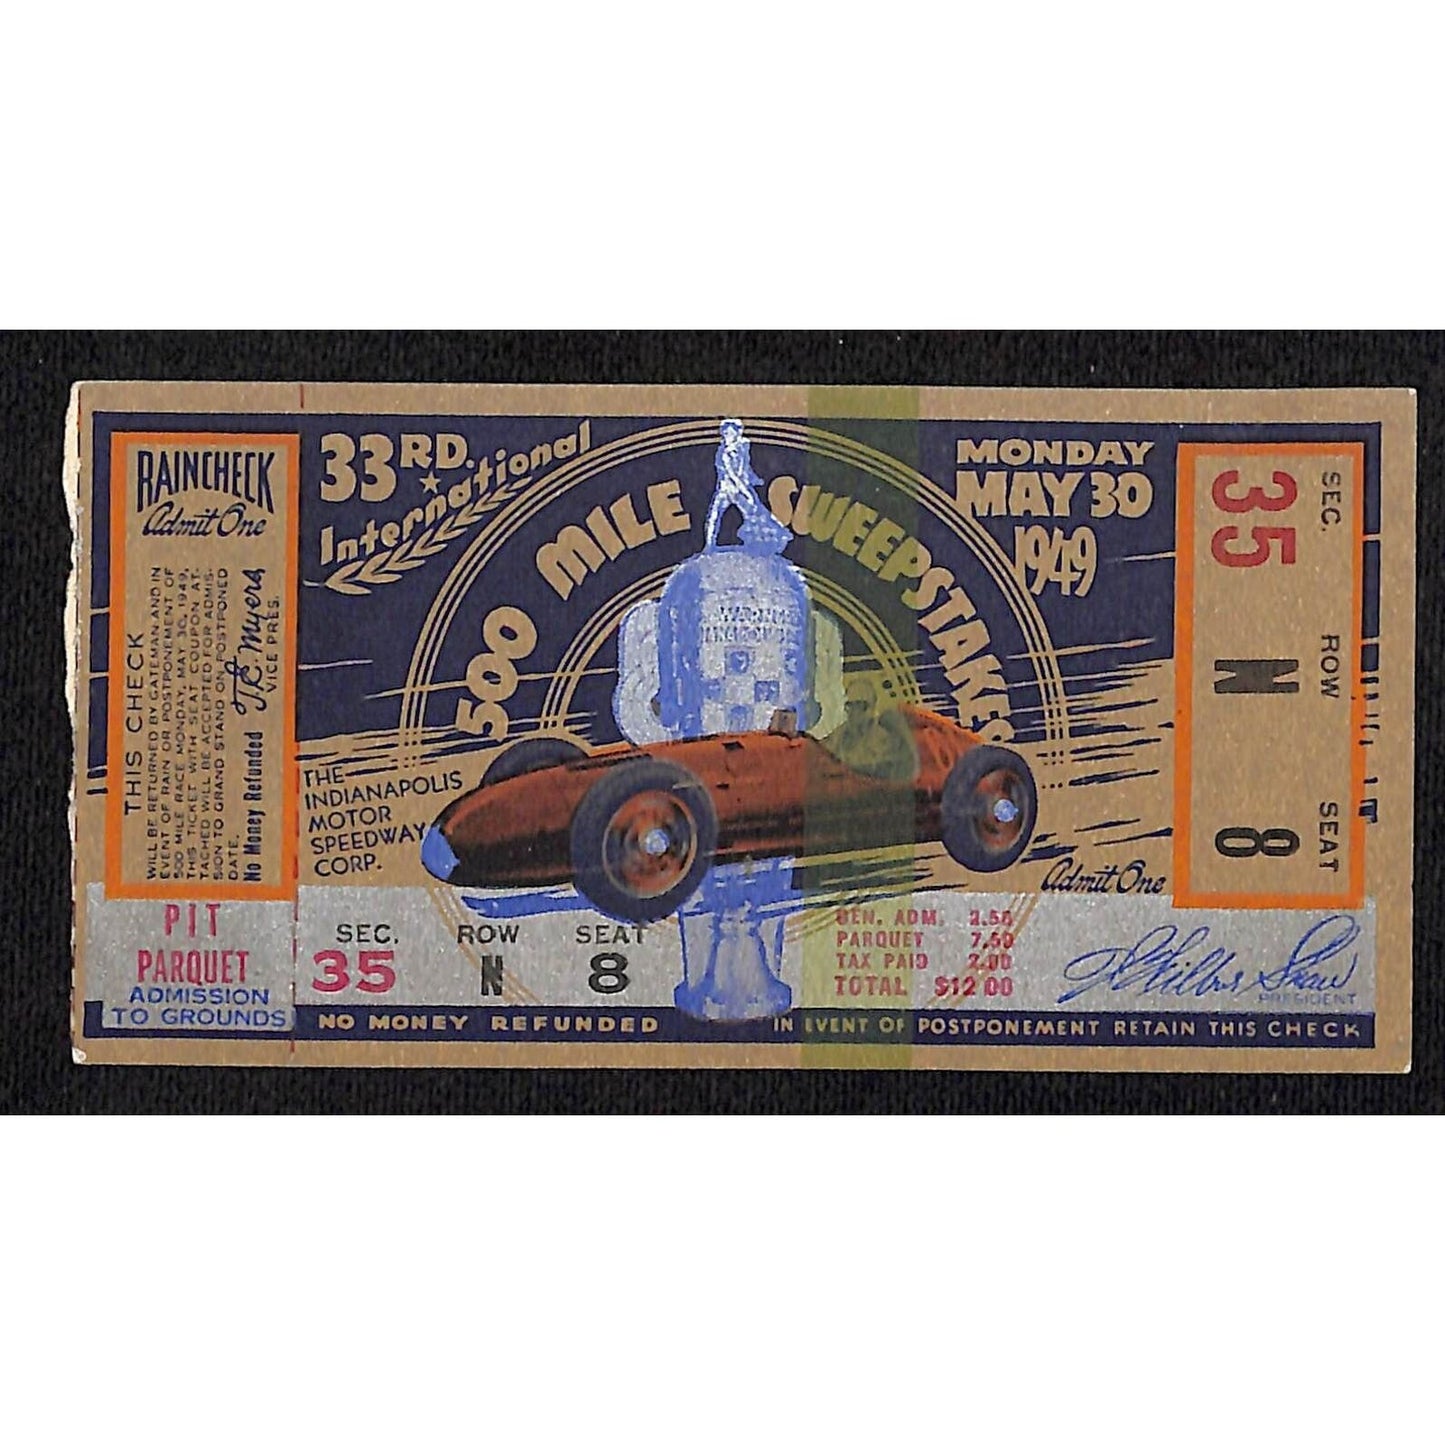 RAINCHECK
Admit One
THIS CHECK
WILL BE RETURNED BY GATEMAN AND IN
EVENT OF RAIN OR POSTPONEMENT OF
500 MILE RACE MONDAY, MAY 30, 1949,
THIS TICKET WITH SEAT COUPON AT-
TACHED WILL BE ACCEPTED FOR ADMIS-
SION TO GRAND STAND ON POSTPONED
DATE.
No Money Refunded
T.E. Myers
VICE PRES.
PIT
PARQUET
ADMISSION
TO GROUNDS
33RD.
International
500 MILE SWEEPSTAKES
MONDAY
MAY 30
1949
THE
INDIANAPOLIS
MOTOR
SPEEDWAY
CORP.
Admit One
SEC. ROW SEAT
35 N 8
GEN. ADM. 2.50
PARQUET 7.50
TAX PAID 2.00
TOTAL $12.00
Wilbur Shaw
PRESIDENT
NO MONEY REFUNDED
IN EVENT OF POSTPONEMENT RETAIN THIS CHECK
SEC. ROW SEAT
35 N 8